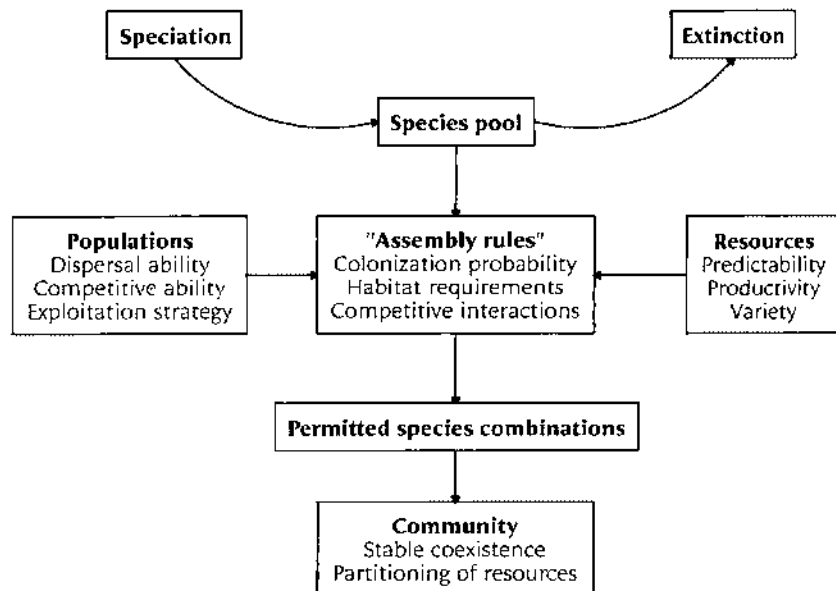 Speciation
Extinction
Species pool
Populations
Dispersal ability
Competitive ability
Exploitation strategy
"Assembly rules"
Colonization probability
Habitat requirements
Competitive interactions
Resources
Predictability
Productivity
Variety
Permitted species combinations
Community
Stable coexistence
Partitioning of resources